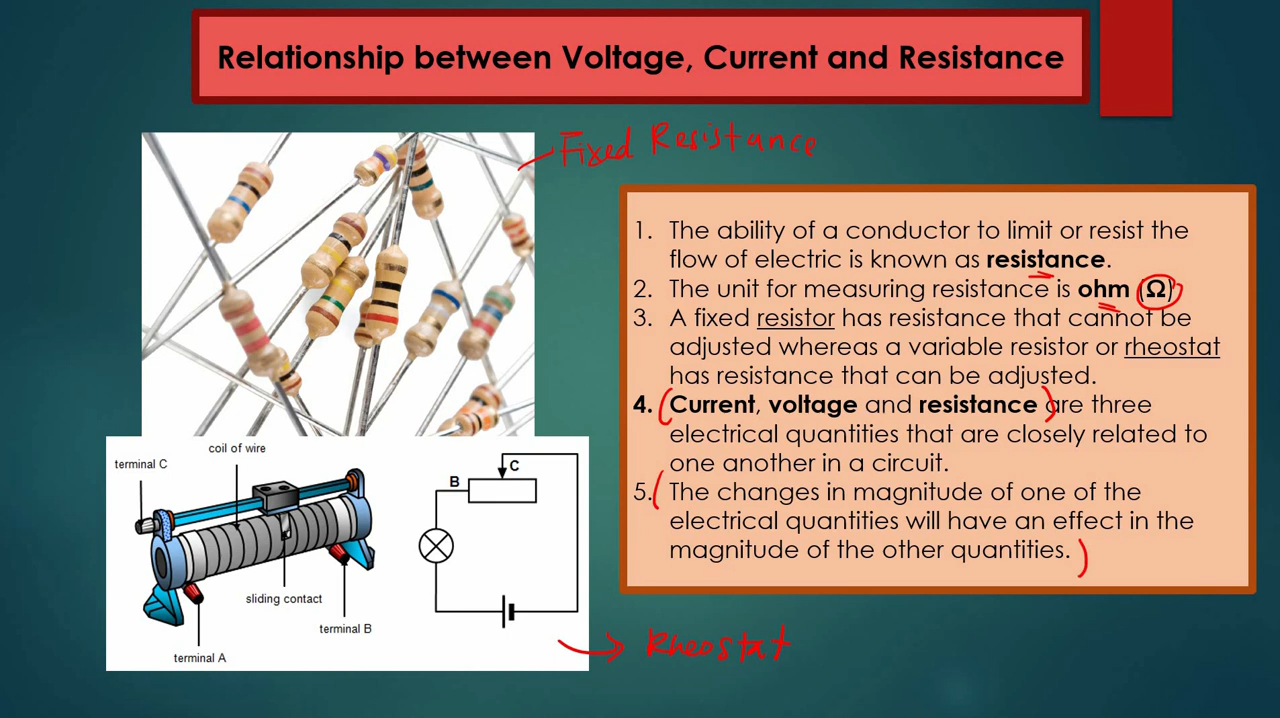 Relationship between Voltage, Current and Resistance
Fixed Resistance
1. The ability of a conductor to limit or resist the
flow of electric is known as resistance.
2. The unit for measuring resistance is ohm (Ω)
3. A fixed resistor has resistance that cannot be
adjusted whereas a variable resistor or rheostat
has resistance that can be adjusted.
4. Current, voltage and resistance are three
electrical quantities that are closely related to
one another in a circuit.
5. The changes in magnitude of one of the
electrical quantities will have an effect in the
magnitude of the other quantities.
coil of wire
terminal C
sliding contact
terminal B
terminal A
C
B
Rheostat